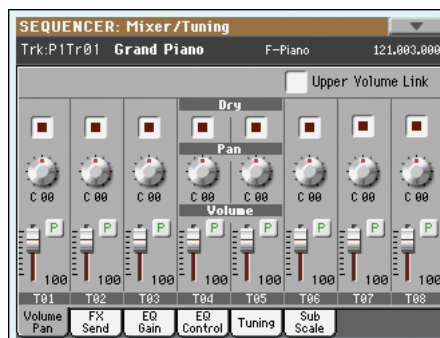 SEQUENCER: Mixer/Tuning
Trk:P1Tr01 Grand Piano F-Piano 121.003.000
Upper Volume Link
Dry
Pan
C 00 C 00 C 00 C 00 C 00 C 00 C 00 C 00
Volume
P P P P P P P P
100 100 100 100 100 100 100 100
T01 T02 T03 T04 T05 T06 T07 T08
Volume Pan FX Send EQ Gain EQ Control Tuning Sub Scale